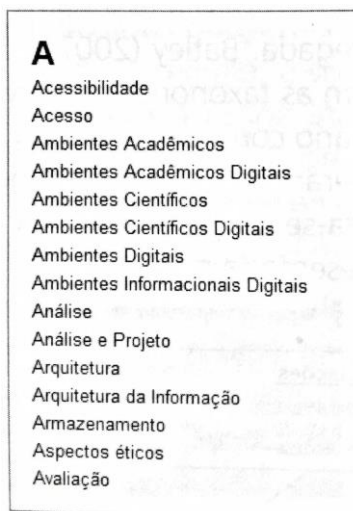 A
Acessibilidade
Acesso
Ambientes Acadêmicos
Ambientes Acadêmicos Digitais
Ambientes Científicos
Ambientes Científicos Digitais
Ambientes Digitais
Ambientes Informacionais Digitais
Análise
Análise e Projeto
Arquitetura
Arquitetura da Informação
Armazenamento
Aspectos éticos
Avaliação